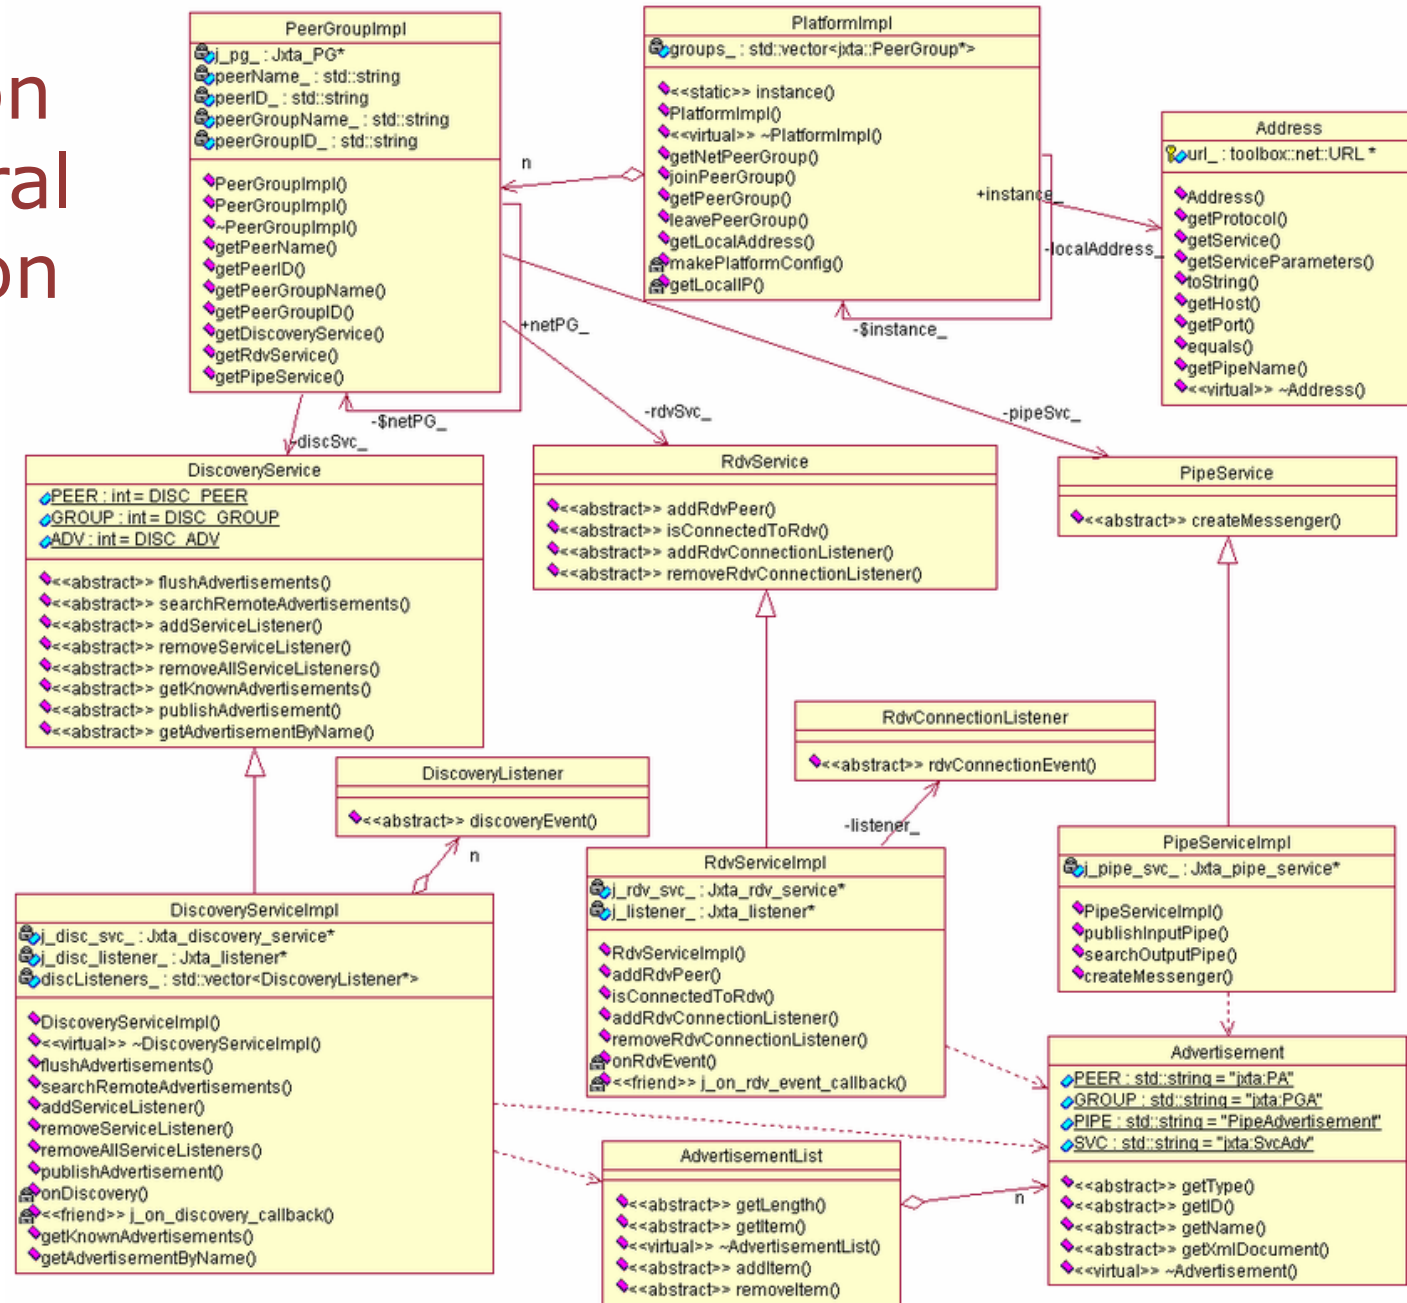 on
ral
on
PeerGroupImpl
j_pg_ : Jxta_PG*
peerName_ : std::string
peerID_ : std::string
peerGroupName_ : std::string
peerGroupID_ : std::string
PeerGroupImpl()
PeerGroupImpl()
~PeerGroupImpl()
getPeerName()
getPeerID()
getPeerGroupName()
getPeerGroupID()
getDiscoveryService()
getRdvService()
getPipeService()
n
PlatformImpl
groups_ : std::vector<jxta::PeerGroup*>
<<static>> instance()
PlatformImpl()
<<virtual>> ~PlatformImpl()
getNetPeerGroup()
joinPeerGroup()
getPeerGroup()
leavePeerGroup()
getLocalAddress()
makePlatformConfig()
getLocalIP()
+instance_
-localAddress_
-$instance_
Address
url_ : toolbox::net::URL *
Address()
getProtocol()
getService()
getServiceParameters()
toString()
getHost()
getPort()
equals()
getPipeName()
<<virtual>> ~Address()
+netPG_
-$netPG_
-discSvc_
-rdvSvc_
-pipeSvc_
DiscoveryService
PEER : int = DISC_PEER
GROUP : int = DISC_GROUP
ADV : int = DISC_ADV
<<abstract>> flushAdvertisements()
<<abstract>> searchRemoteAdvertisements()
<<abstract>> addServiceListener()
<<abstract>> removeServiceListener()
<<abstract>> removeAllServiceListeners()
<<abstract>> getKnownAdvertisements()
<<abstract>> publishAdvertisement()
<<abstract>> getAdvertisementByName()
RdvService
<<abstract>> addRdvPeer()
<<abstract>> isConnectedToRdv()
<<abstract>> addRdvConnectionListener()
<<abstract>> removeRdvConnectionListener()
PipeService
<<abstract>> createMessenger()
RdvConnectionListener
<<abstract>> rdvConnectionEvent()
DiscoveryListener
<<abstract>> discoveryEvent()
n
-listener_
DiscoveryServiceImpl
j_disc_svc_ : Jxta_discovery_service*
j_disc_listener_ : Jxta_listener*
discListeners_ : std::vector<DiscoveryListener*>
DiscoveryServiceImpl()
<<virtual>> ~DiscoveryServiceImpl()
flushAdvertisements()
searchRemoteAdvertisements()
addServiceListener()
removeServiceListener()
removeAllServiceListeners()
publishAdvertisement()
onDiscovery()
<<friend>> j_on_discovery_callback()
getKnownAdvertisements()
getAdvertisementByName()
RdvServiceImpl
j_rdv_svc_ : Jxta_rdv_service*
j_listener_ : Jxta_listener*
RdvServiceImpl()
addRdvPeer()
isConnectedToRdv()
addRdvConnectionListener()
removeRdvConnectionListener()
onRdvEvent()
<<friend>> j_on_rdv_event_callback()
PipeServiceImpl
j_pipe_svc_ : Jxta_pipe_service*
PipeServiceImpl()
publishInputPipe()
searchOutputPipe()
createMessenger()
AdvertisementList
<<abstract>> getLength()
<<abstract>> getItem()
<<virtual>> ~AdvertisementList()
<<abstract>> addItem()
<<abstract>> removeItem()
n
Advertisement
PEER : std::string = "jxta:PA"
GROUP : std::string = "jxta:PGA"
PIPE : std::string = "PipeAdvertisement"
SVC : std::string = "jxta:SvcAdv"
<<abstract>> getType()
<<abstract>> getID()
<<abstract>> getName()
<<abstract>> getXmlDocument()
<<virtual>> ~Advertisement()